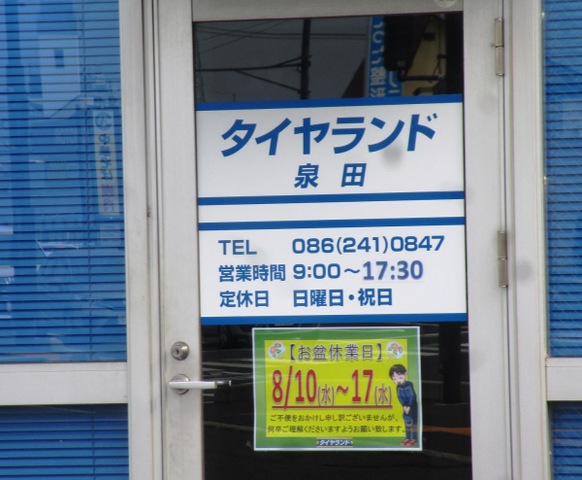 タイヤランド
泉田
TEL 086(241)0847
営業時間 9:00～17:30
定休日 日曜日・祝日
【お盆休業日】
8/10(水)～17(水)
ご不便をおかけし申し訳ございませんが、
何卒ご理解くださいますようお願い致します。
タイヤランド